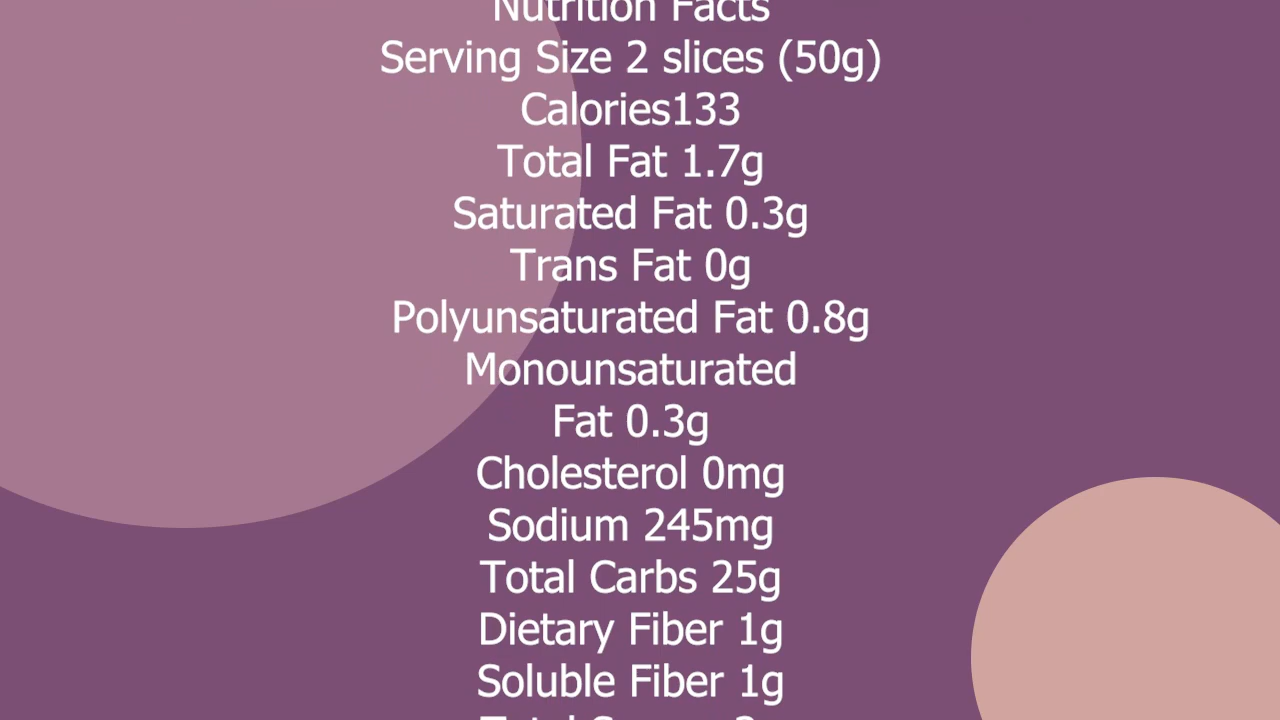 Nutrition Facts
Serving Size 2 slices (50g)
Calories133
Total Fat 1.7g
Saturated Fat 0.3g
Trans Fat 0g
Polyunsaturated Fat 0.8g
Monounsaturated
Fat 0.3g
Cholesterol 0mg
Sodium 245mg
Total Carbs 25g
Dietary Fiber 1g
Soluble Fiber 1g